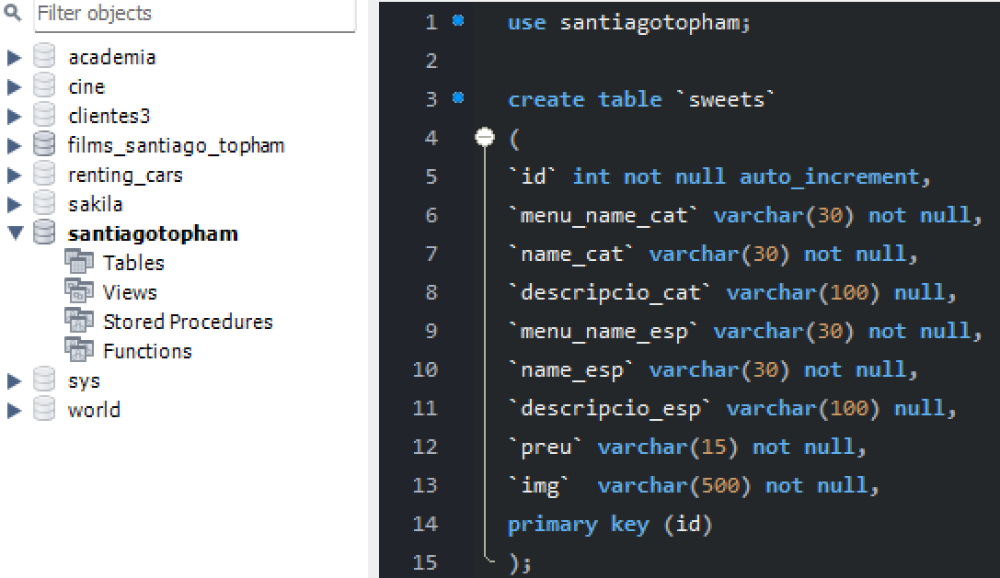 Filter objects
academia
cine
clientes3
films_santiago_topham
renting_cars
sakila
santiagotopham
Tables
Views
Stored Procedures
Functions
sys
world
1 use santiagotopham;
2
3 create table `sweets`
4 (
5 `id` int not null auto_increment,
6 `menu_name_cat` varchar(30) not null,
7 `name_cat` varchar(30) not null,
8 `descripcio_cat` varchar(100) null,
9 `menu_name_esp` varchar(30) not null,
10 `name_esp` varchar(30) not null,
11 `descripcio_esp` varchar(100) null,
12 `preu` varchar(15) not null,
13 `img`  varchar(500) not null,
14 primary key (id)
15 );